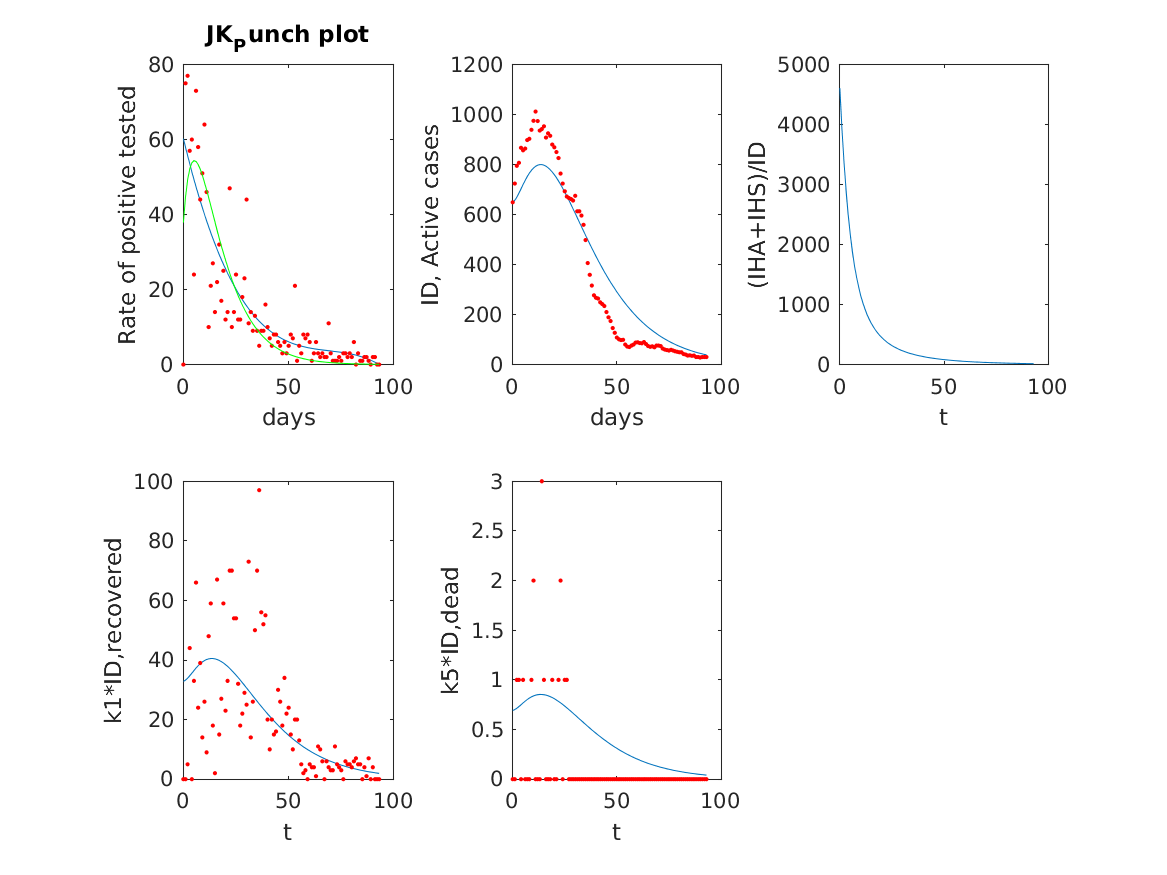 JKPunch plot
80
60
40
20
0
Rate of positive tested
0 50 100
days
1200
1000
800
600
400
200
0
ID, Active cases
0 50 100
days
5000
4000
3000
2000
1000
0
(IHA+IHS)/ID
0 50 100
t
100
80
60
40
20
0
k1*ID,recovered
0 50 100
t
3
2.5
2
1.5
1
0.5
0
k5*ID,dead
0 50 100
t